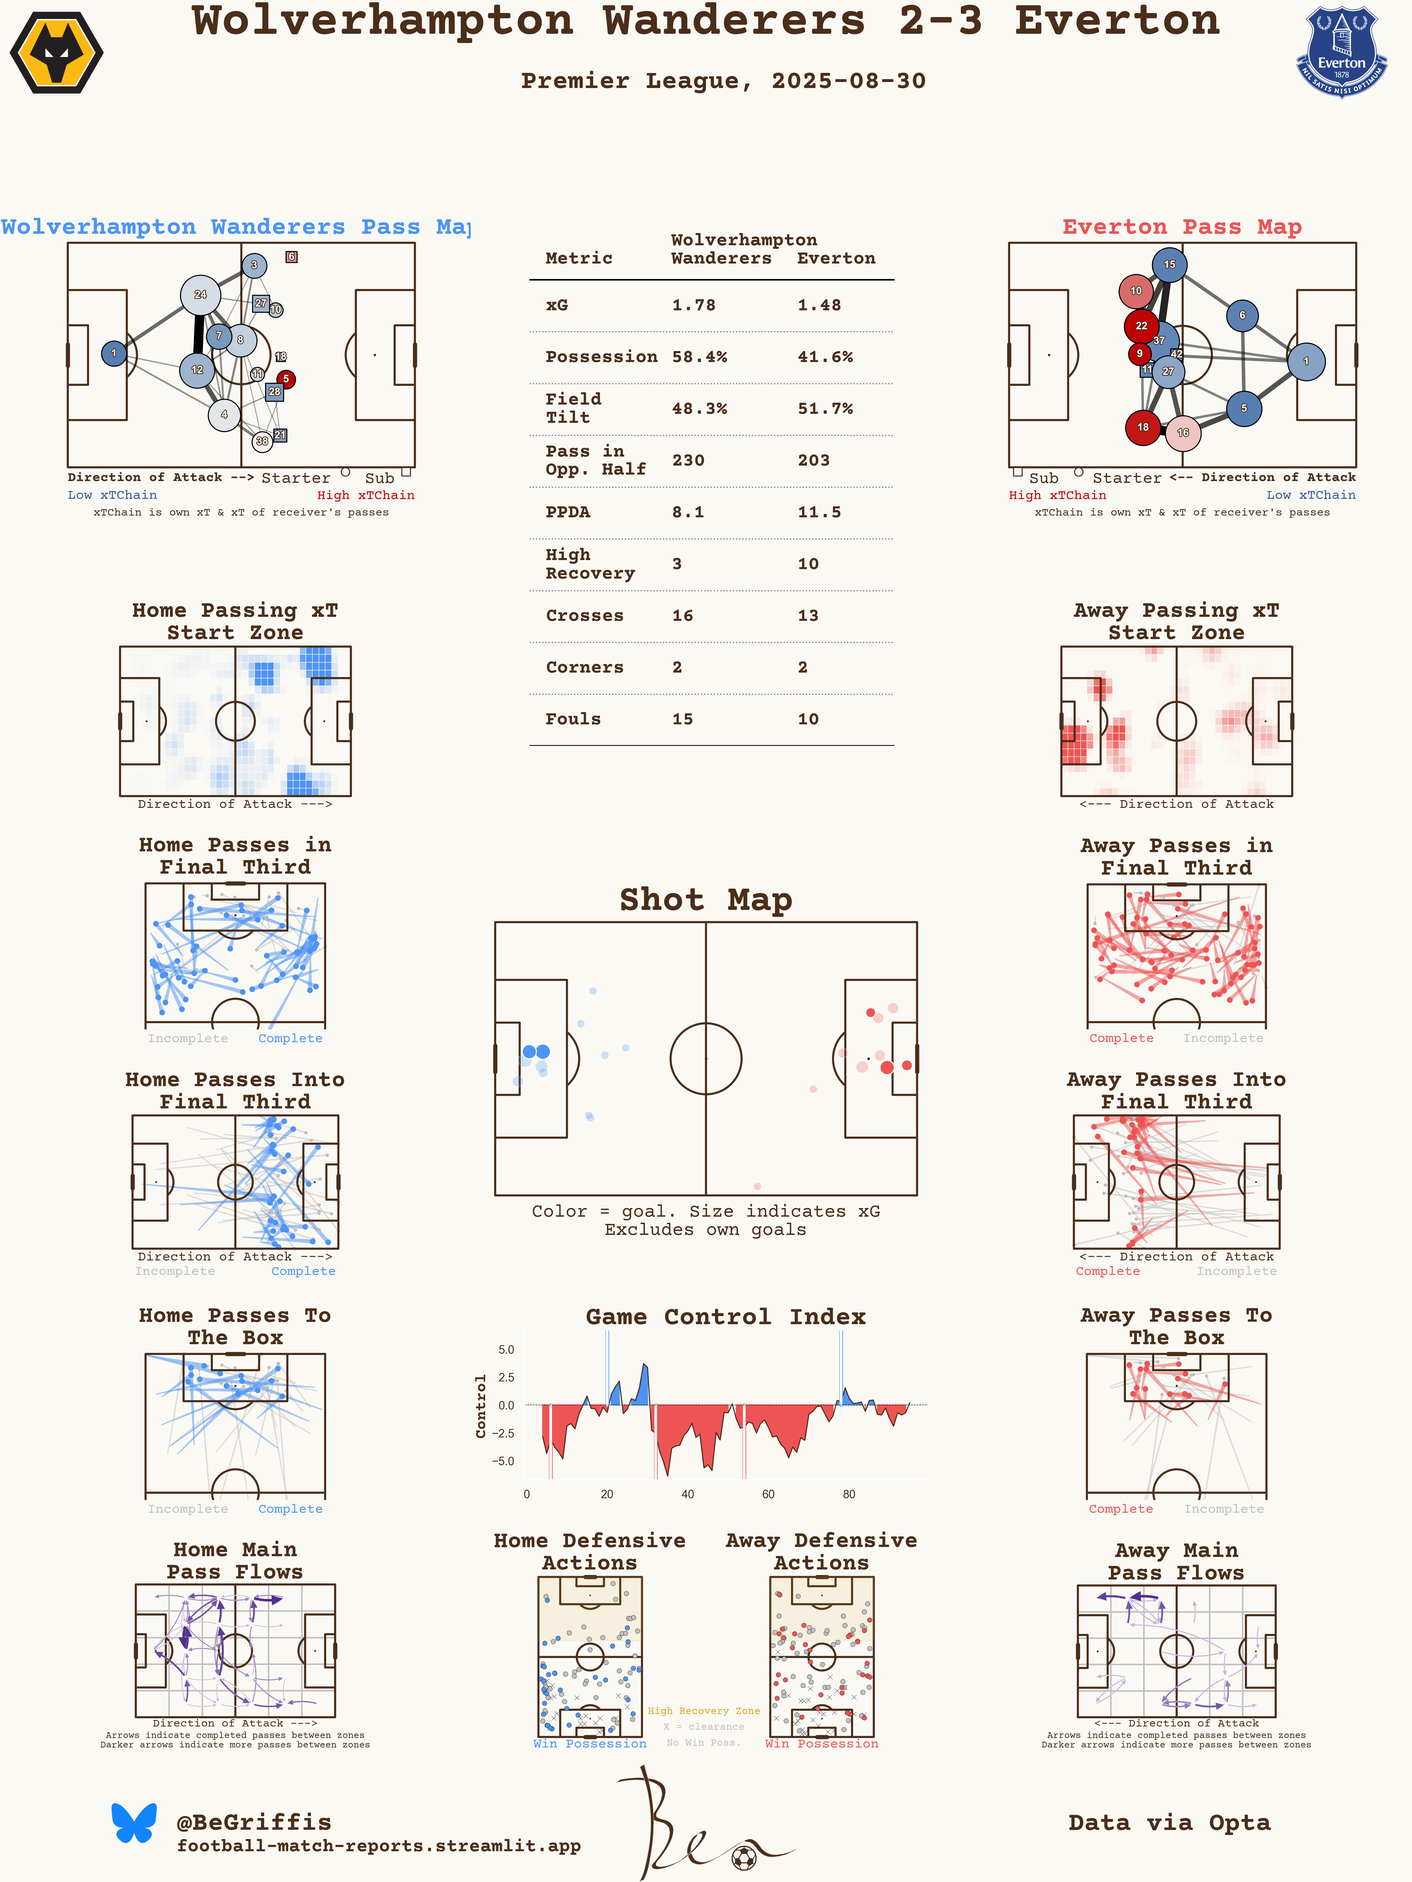 Wolverhampton Wanderers 2-3 Everton
Premier League, 2025-08-30
Everton
1878
NIL SATIS NISI OPTIMUM
Wolverhampton Wanderers Pass Map
1
24
12
3
7
8
4
27
10
6
18
11
5
28
38
21
Direction of Attack --> Starter Sub
Low xTChain High xTChain
xTChain is own xT & xT of receiver's passes
Metric Wolverhampton Wanderers Everton
xG 1.78 1.48
Possession 58.4% 41.6%
Field Tilt 48.3% 51.7%
Pass in Opp. Half 230 203
PPDA 8.1 11.5
High Recovery 3 10
Crosses 16 13
Corners 2 2
Fouls 15 10
Everton Pass Map
15
10
22
37
9
42
11
27
18
16
6
5
1
Sub Starter <-- Direction of Attack
High xTChain Low xTChain
xTChain is own xT & xT of receiver's passes
Home Passing xT
Start Zone
Direction of Attack --->
Away Passing xT
Start Zone
<--- Direction of Attack
Home Passes in
Final Third
Incomplete Complete
Away Passes in
Final Third
Complete Incomplete
Shot Map
Color = goal. Size indicates xG
Excludes own goals
Home Passes Into
Final Third
Direction of Attack --->
Incomplete Complete
Away Passes Into
Final Third
<--- Direction of Attack
Complete Incomplete
Home Passes To
The Box
Incomplete Complete
Game Control Index
Control
5.0
2.5
0.0
−2.5
−5.0
0 20 40 60 80
Away Passes To
The Box
Complete Incomplete
Home Main
Pass Flows
Direction of Attack --->
Arrows indicate completed passes between zones
Darker arrows indicate more passes between zones
Home Defensive
Actions
Win Possession
High Recovery Zone
X = clearance
No Win Poss.
Away Defensive
Actions
Win Possession
Away Main
Pass Flows
<--- Direction of Attack
Arrows indicate completed passes between zones
Darker arrows indicate more passes between zones
@BeGriffis
football-match-reports.streamlit.app
Ben
Data via Opta